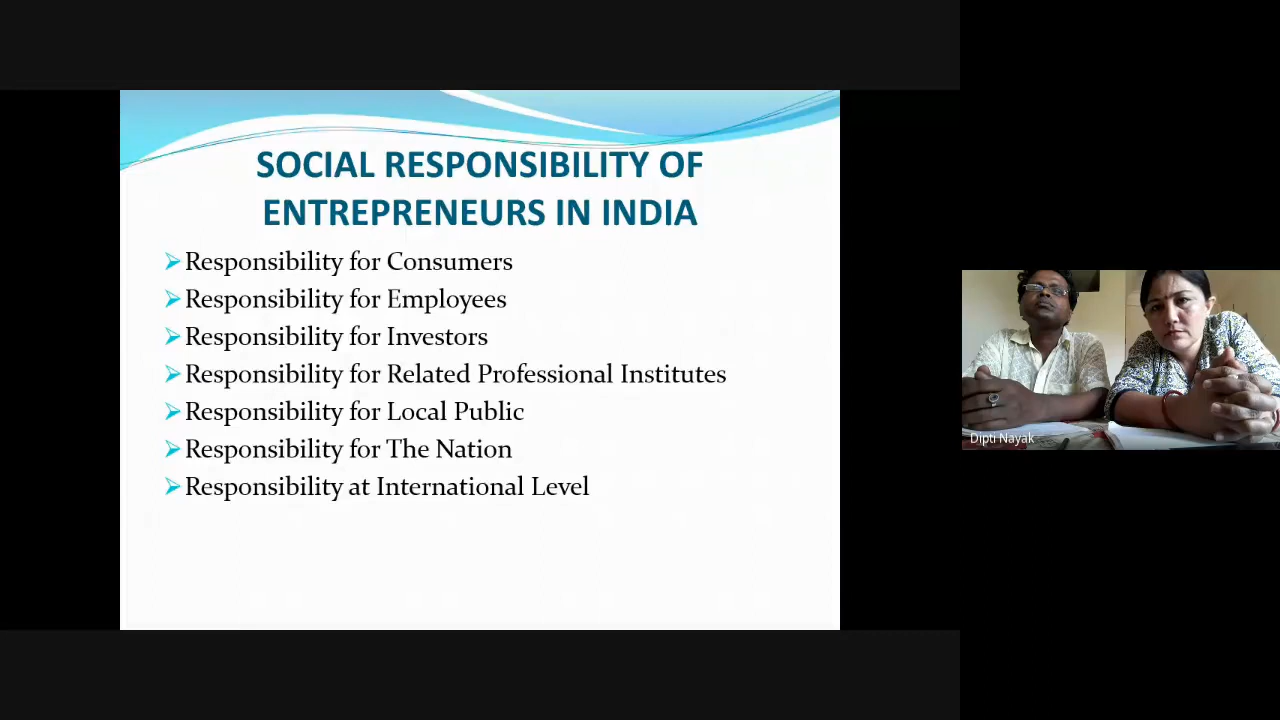 SOCIAL RESPONSIBILITY OF
ENTREPRENEURS IN INDIA
➢Responsibility for Consumers
➢Responsibility for Employees
➢Responsibility for Investors
➢Responsibility for Related Professional Institutes
➢Responsibility for Local Public
➢Responsibility for The Nation
➢Responsibility at International Level
Dipti Nayak